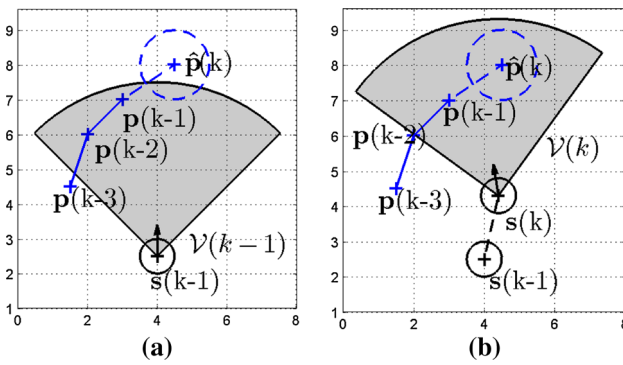 9
8
7
6
5
4
3
2
1
0 2 4 6 8
p̂(k)
p(k-1)
p(k-2)
p(k-3)
𝒱(k−1)
s(k-1)
(a)
9
8
7
6
5
4
3
2
1
0 2 4 6 8
p̂(k)
p(k-1)
p(k-2)
𝒱(k)
p(k-3)
s(k)
s(k-1)
(b)